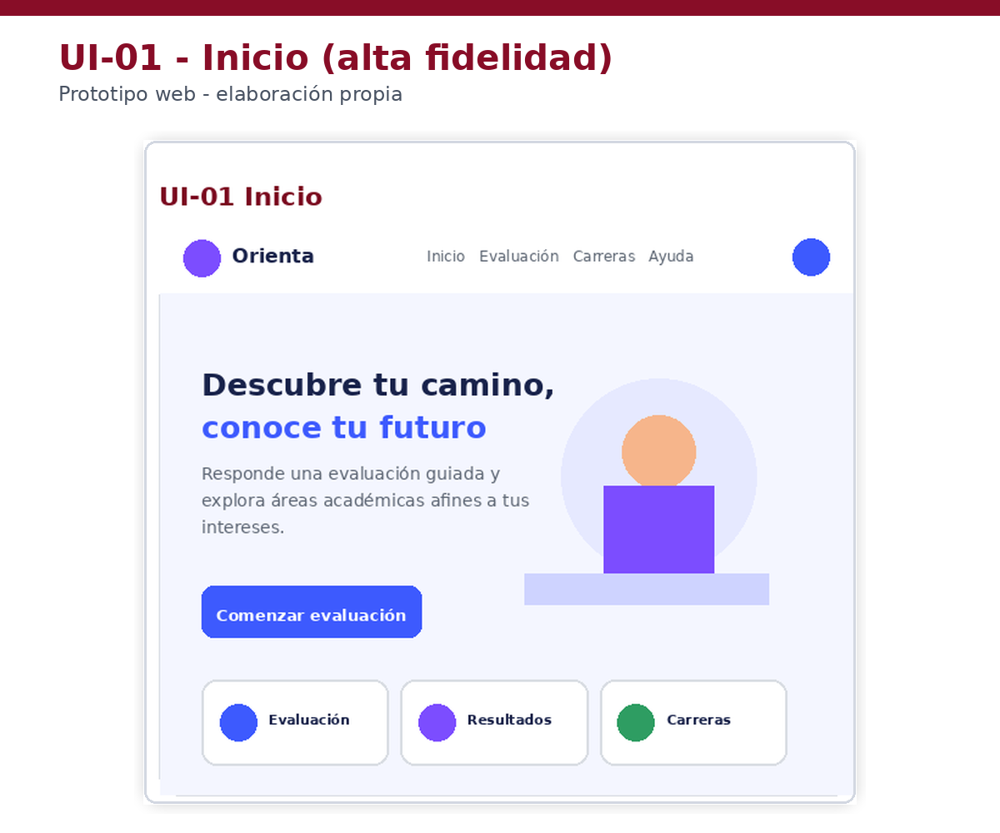 UI-01 - Inicio (alta fidelidad)
Prototipo web - elaboración propia
UI-01 Inicio
Orienta
Inicio Evaluación Carreras Ayuda
Descubre tu camino,
conoce tu futuro
Responde una evaluación guiada y
explora áreas académicas afines a tus
intereses.
Comenzar evaluación
Evaluación
Resultados
Carreras